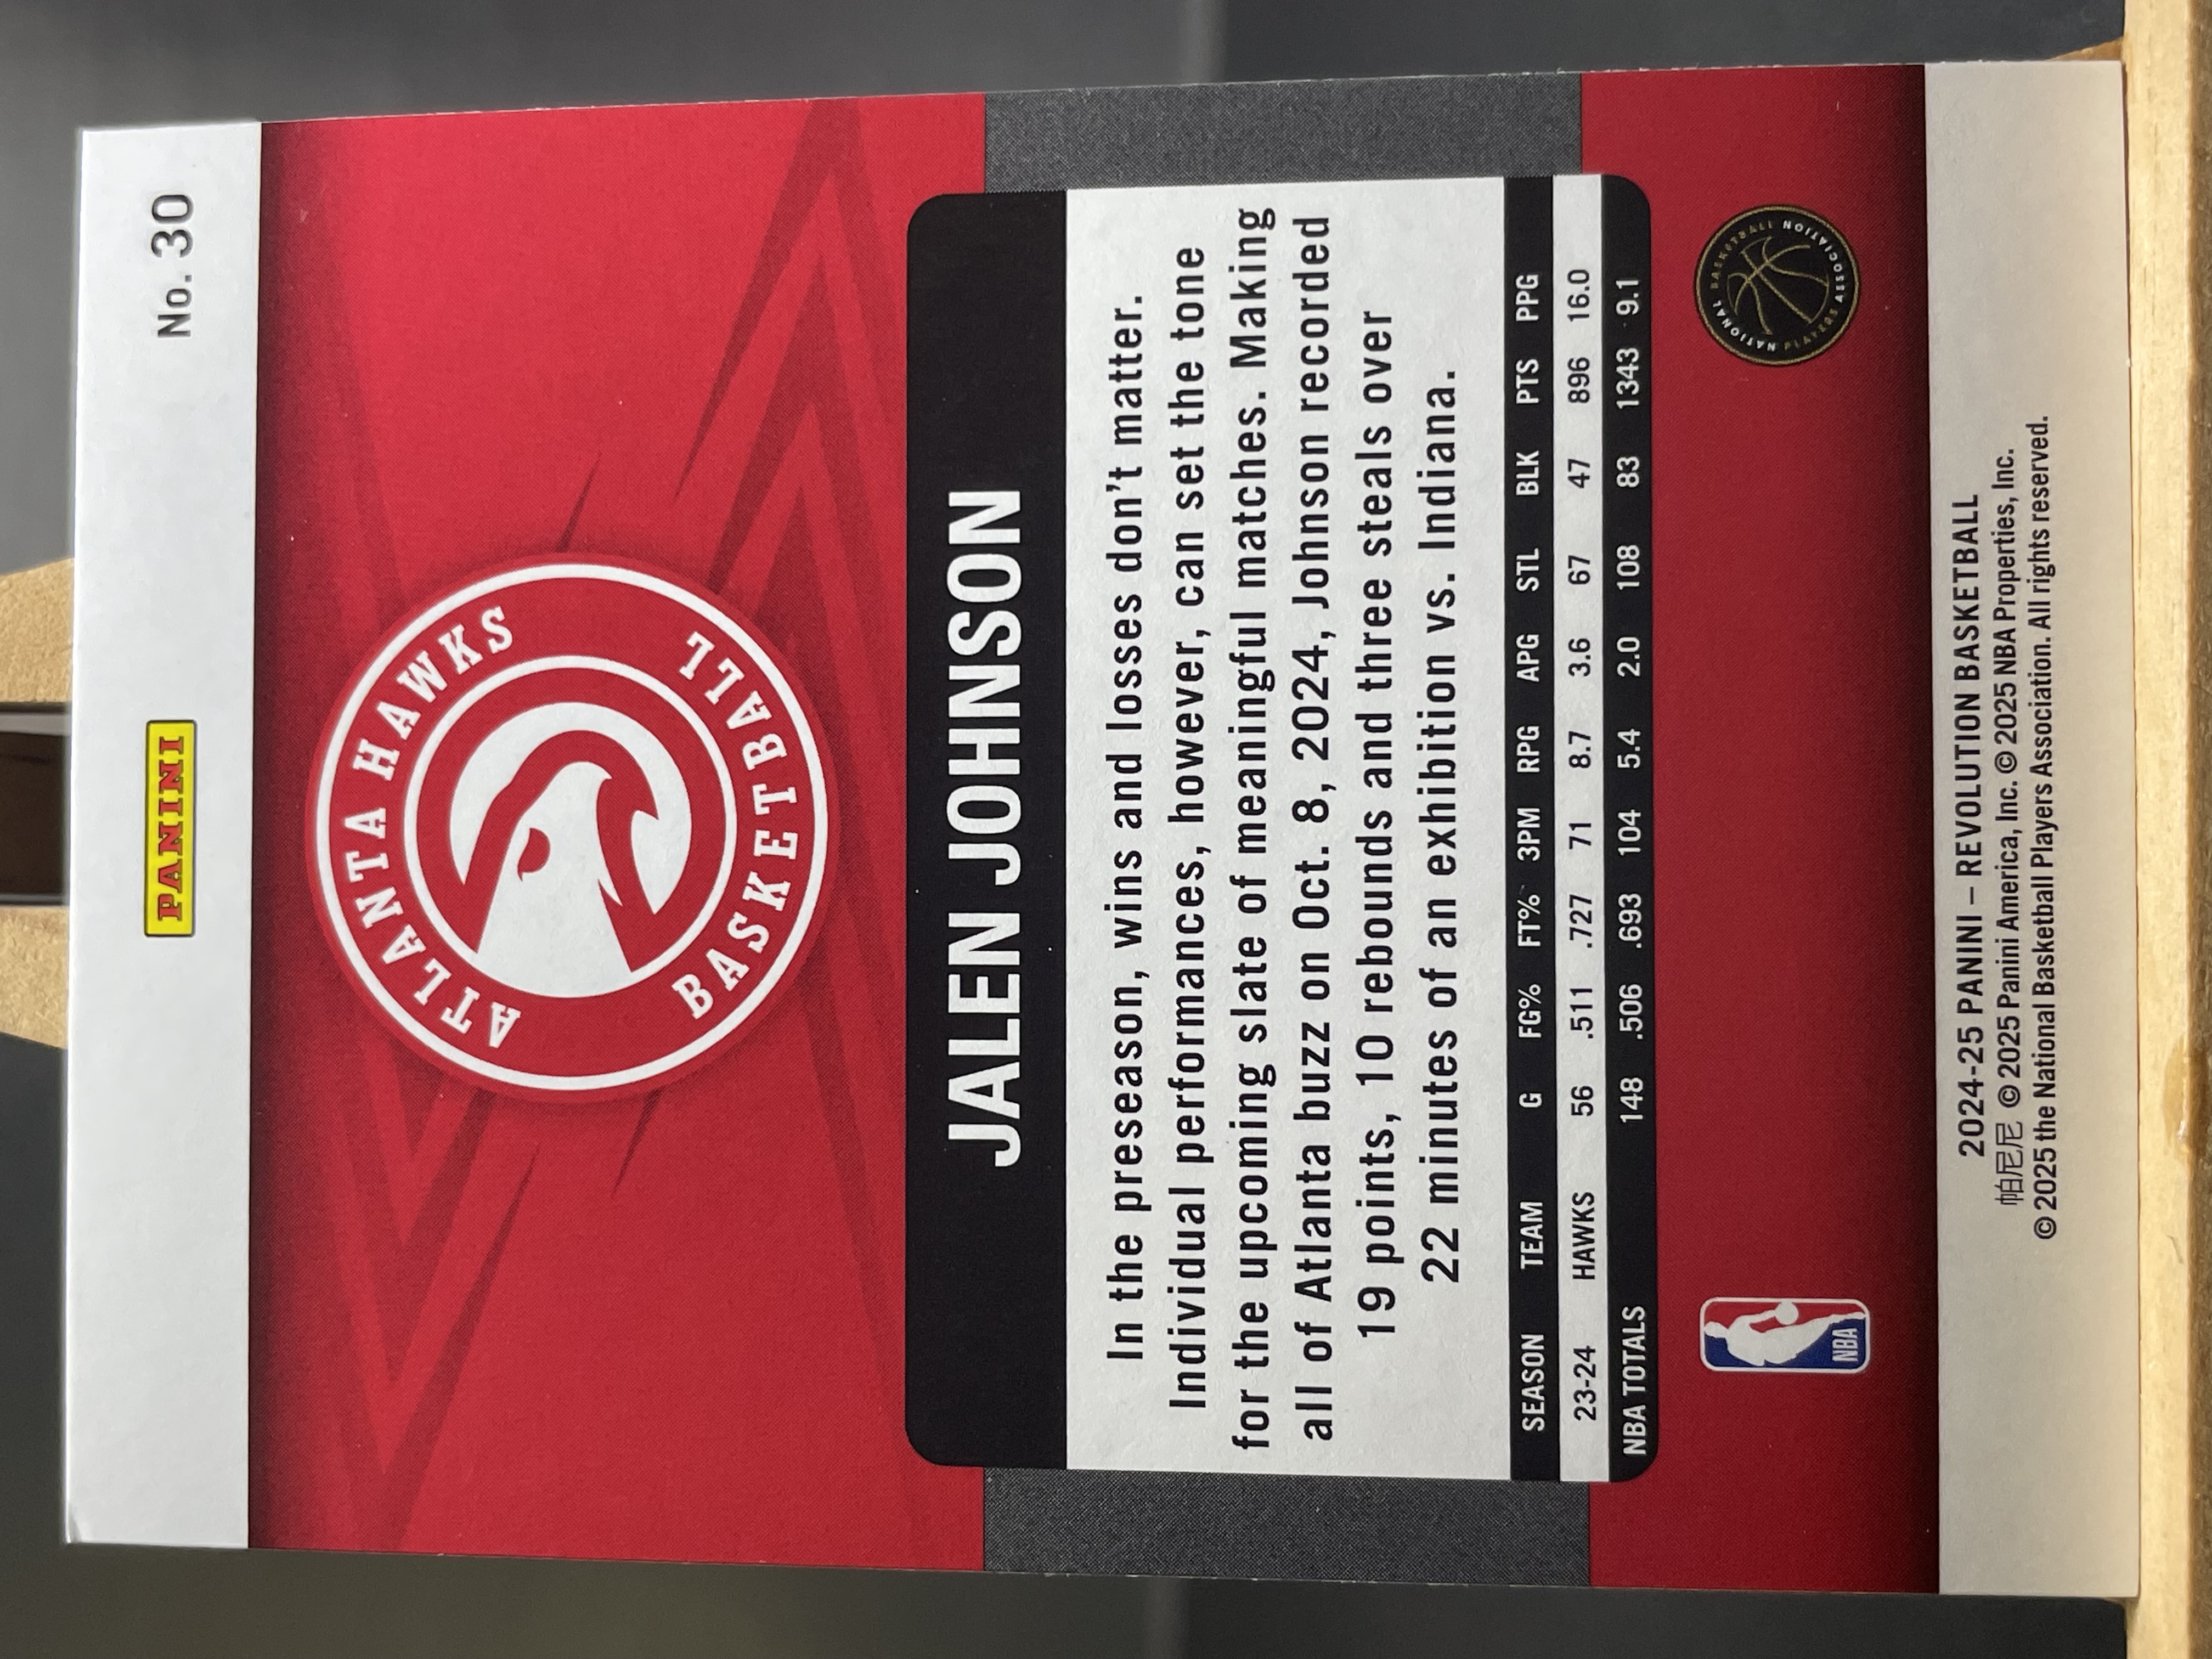 PANINI
No. 30
ATLANTA HAWKS
BASKETBALL
JALEN JOHNSON
In the preseason, wins and losses don't matter.
Individual performances, however, can set the tone
for the upcoming slate of meaningful matches. Making
all of Atlanta buzz on Oct. 8, 2024, Johnson recorded
19 points, 10 rebounds and three steals over
22 minutes of an exhibition vs. Indiana.
SEASON TEAM G FG% FT% 3PM RPG APG STL BLK PTS PPG
23-24 HAWKS 56 .511 .727 71 8.7 3.6 67 47 896 16.0
NBA TOTALS 148 .506 .693 104 5.4 2.0 108 83 1343 9.1
NBA
NATIONAL BASKETBALL ASSOCIATION PLAYERS
2024-25 PANINI – REVOLUTION BASKETBALL
帕尼尼 © 2025 Panini America, Inc. © 2025 NBA Properties, Inc.
© 2025 the National Basketball Players Association. All rights reserved.